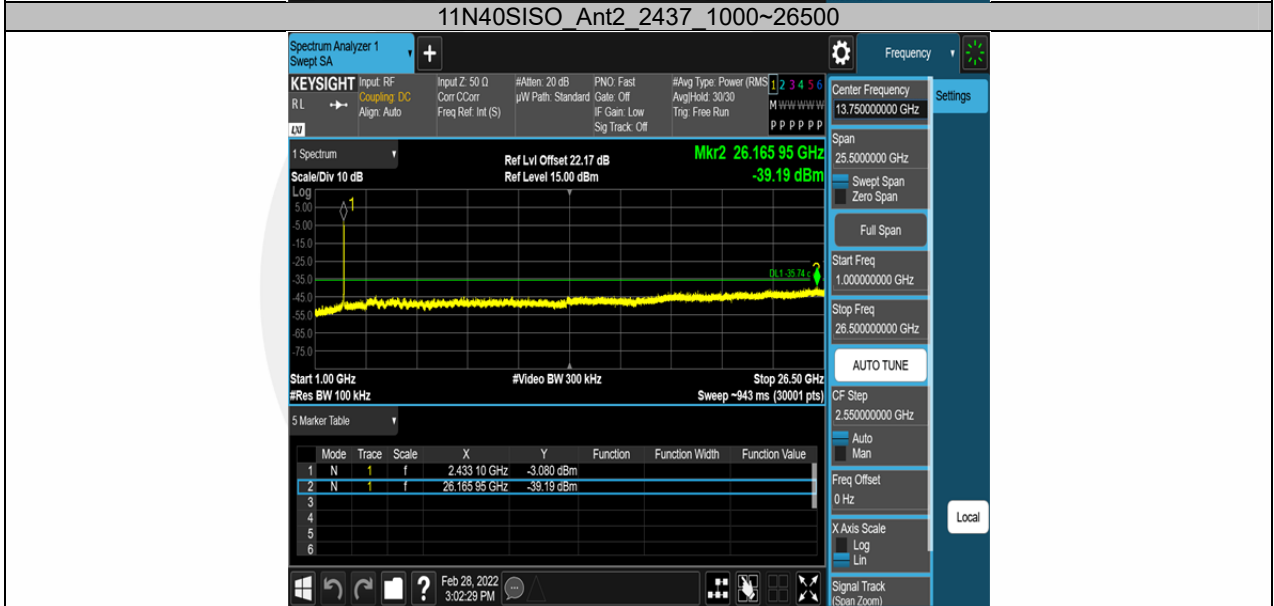 11N40SISO_Ant2_2437_1000~26500
Spectrum Analyzer 1
Swept SA
Frequency
KEYSIGHT
RL
LXI
Input: RF
Coupling: DC
Align: Auto
Input Z: 50 Ω
Corr CCorr
Freq Ref: Int (S)
#Atten: 20 dB
µW Path: Standard
PNO: Fast
Gate: Off
IF Gain: Low
Sig Track: Off
#Avg Type: Power (RMS
Avg|Hold: 30/30
Trig: Free Run
1 2 3 4 5 6
M W W W W W
P P P P P P
1 Spectrum
Scale/Div 10 dB
Ref Lvl Offset 22.17 dB
Ref Level 15.00 dBm
Mkr2 26.165 95 GHz
-39.19 dBm
Log
5.00
-5.00
-15.0
-25.0
-35.0
-45.0
-55.0
-65.0
-75.0
1
2
DL1 -35.74 c
Start 1.00 GHz
#Res BW 100 kHz
#Video BW 300 kHz
Stop 26.50 GHz
Sweep ~943 ms (30001 pts)
5 Marker Table
Mode Trace Scale X Y Function Function Width Function Value
1 N 1 f 2.433 10 GHz -3.080 dBm
2 N 1 f 26.165 95 GHz -39.19 dBm
3
4
5
6
Feb 28, 2022
3:02:29 PM
Center Frequency
13.750000000 GHz
Settings
Span
25.5000000 GHz
Swept Span
Zero Span
Full Span
Start Freq
1.000000000 GHz
Stop Freq
26.500000000 GHz
AUTO TUNE
CF Step
2.550000000 GHz
Auto
Man
Freq Offset
0 Hz
X Axis Scale
Log
Lin
Local
Signal Track
(Span Zoom)